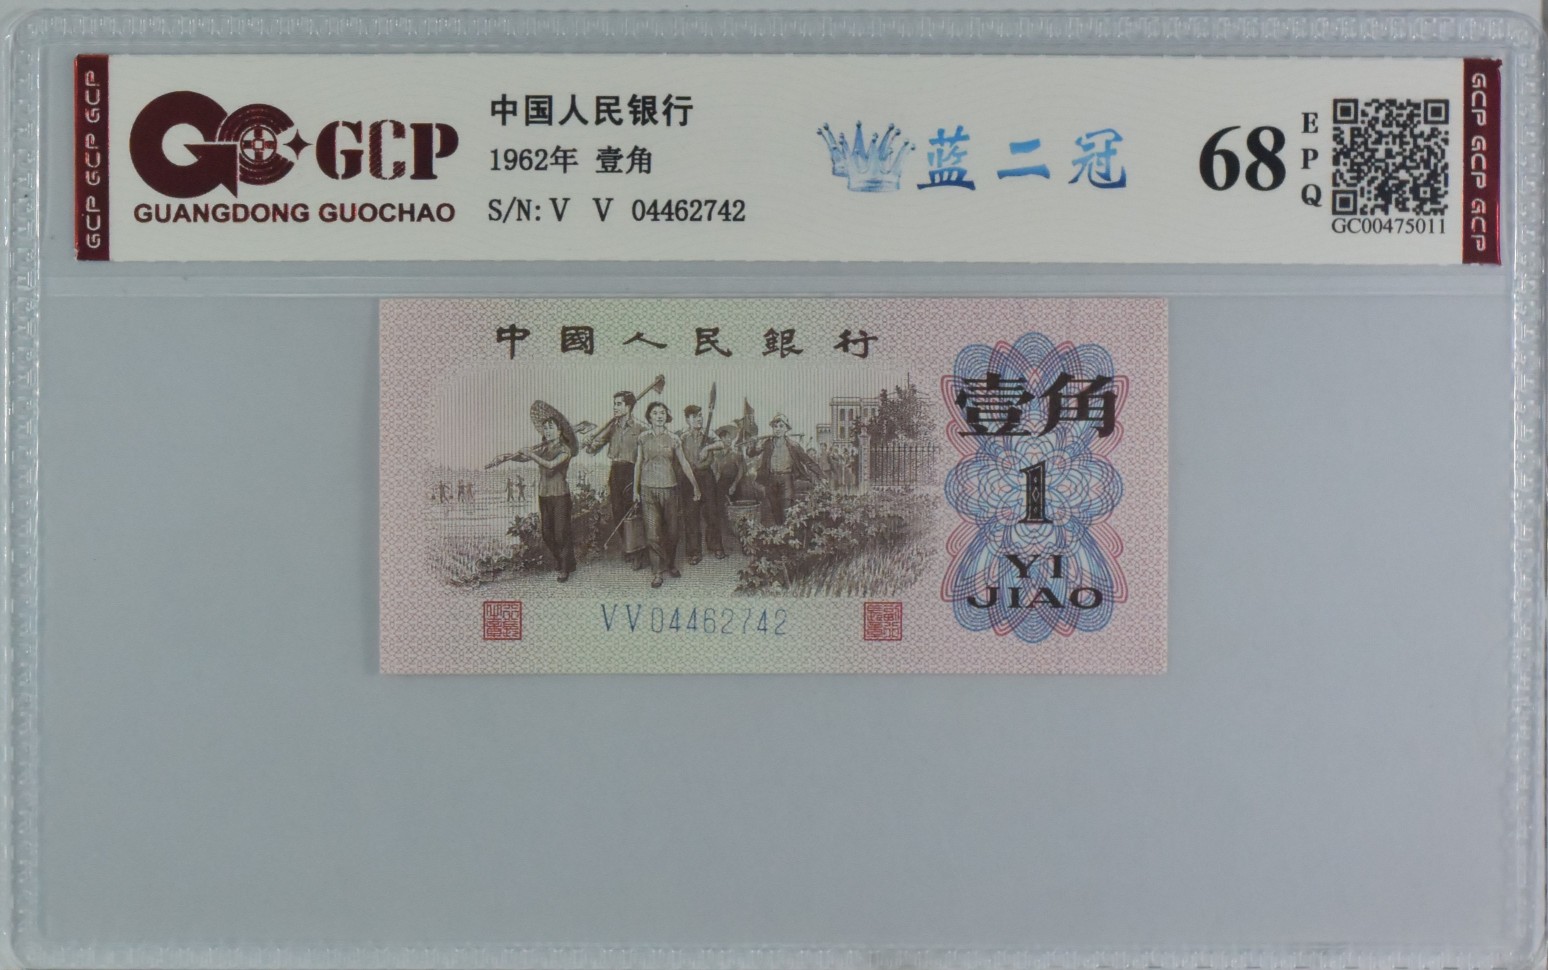 GCP GCP GCP
GCP
GUANGDONG GUOCHAO
中国人民银行
1962年 壹角
S/N: V V 04462742
蓝二冠
68
EPQ
GC00475011
GCP GCP GCP
中國人民銀行
壹角
1
YI
JIAO
VV04462742